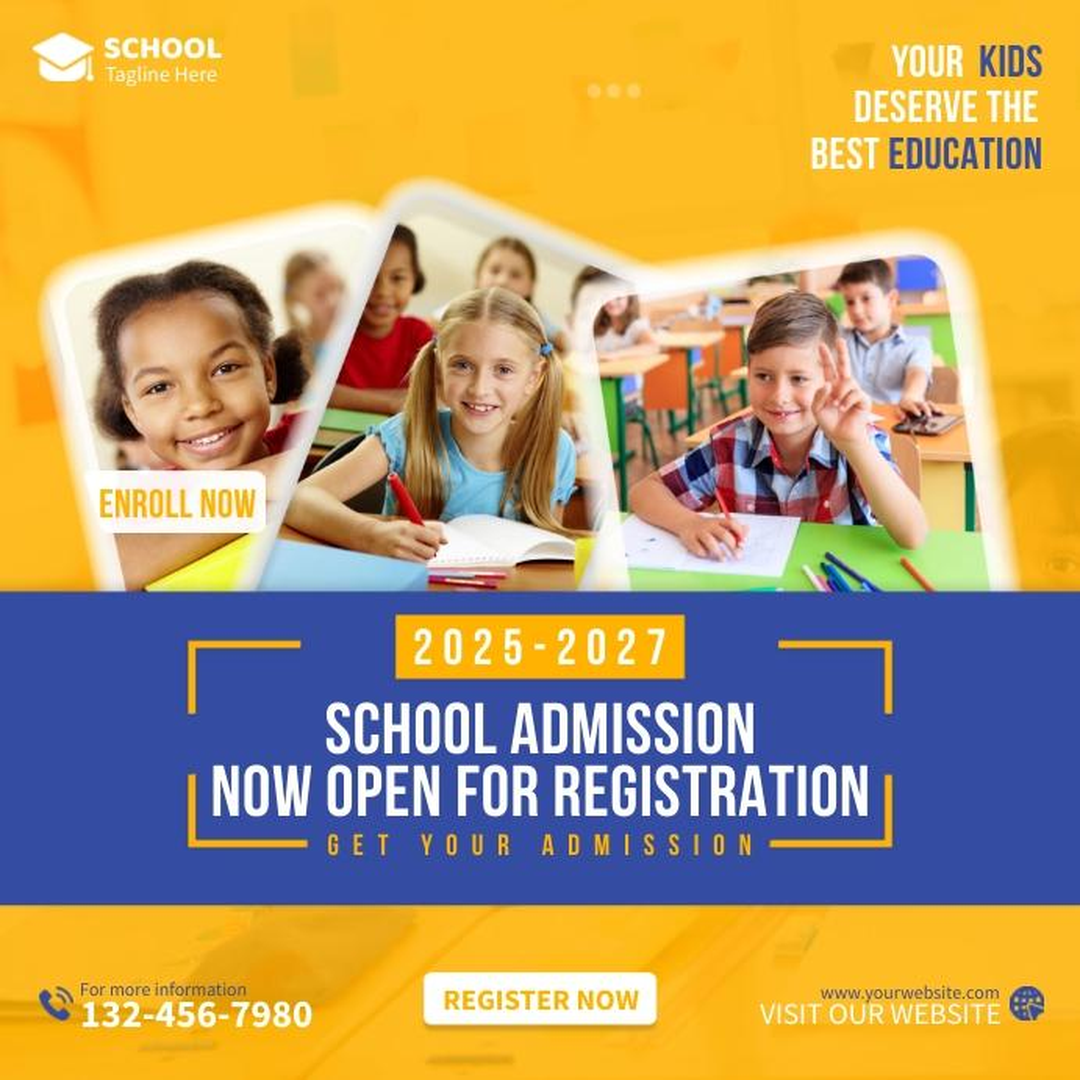 SCHOOL
Tagline Here
YOUR KIDS
DESERVE THE
BEST EDUCATION
ENROLL NOW
2025-2027
SCHOOL ADMISSION
NOW OPEN FOR REGISTRATION
GET YOUR ADMISSION
For more information
132-456-7980
REGISTER NOW
www.yourwebsite.com
VISIT OUR WEBSITE